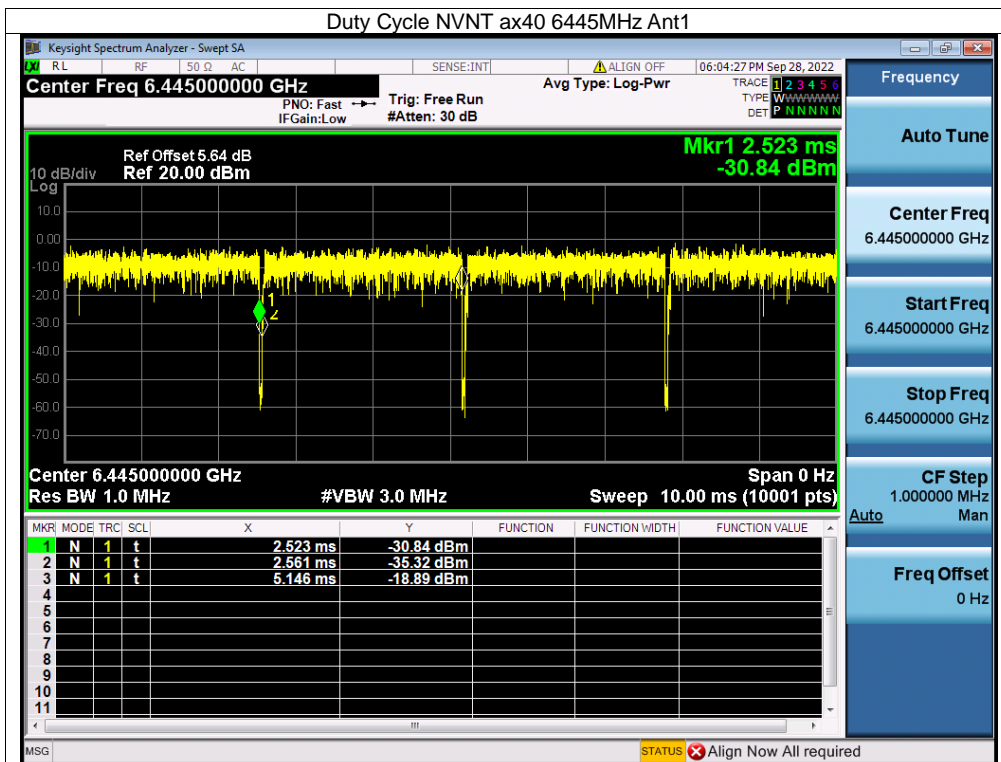 Duty Cycle NVNT ax40 6445MHz Ant1
Keysight Spectrum Analyzer - Swept SA
LXI RL RF 50 Ω AC SENSE:INT ALIGN OFF 06:04:27 PM Sep 28, 2022
Center Freq 6.445000000 GHz
PNO: Fast
IFGain:Low
Trig: Free Run
#Atten: 30 dB
Avg Type: Log-Pwr
TRACE 1 2 3 4 5 6
TYPE WWWWWWW
DET P N N N N N
Ref Offset 5.64 dB
Ref 20.00 dBm
10 dB/div
Log
Mkr1 2.523 ms
-30.84 dBm
10.0
0.00
-10.0
-20.0
-30.0
-40.0
-50.0
-60.0
-70.0
1
2
Center 6.445000000 GHz
Span 0 Hz
Res BW 1.0 MHz
#VBW 3.0 MHz
Sweep 10.00 ms (10001 pts)
MKR MODE TRC SCL X Y FUNCTION FUNCTION WIDTH FUNCTION VALUE
1 N 1 t 2.523 ms -30.84 dBm
2 N 1 t 2.561 ms -35.32 dBm
3 N 1 t 5.146 ms -18.89 dBm
4
5
6
7
8
9
10
11
MSG
STATUS Align Now All required
Frequency
Auto Tune
Center Freq
6.445000000 GHz
Start Freq
6.445000000 GHz
Stop Freq
6.445000000 GHz
CF Step
1.000000 MHz
Auto Man
Freq Offset
0 Hz